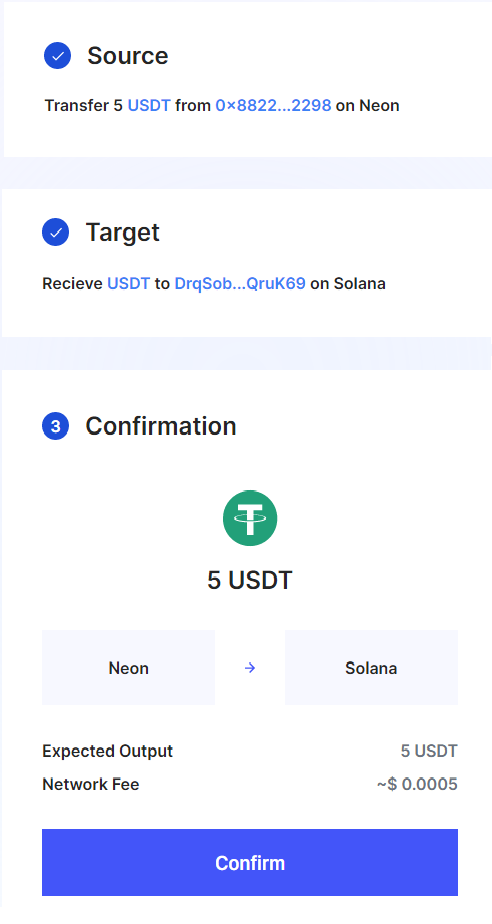 Source
Transfer 5 USDT from 0×8822...2298 on Neon
Target
Recieve USDT to DrqSob...QruK69 on Solana
3 Confirmation
5 USDT
Neon → Solana
Expected Output 5 USDT
Network Fee ~$ 0.0005
Confirm